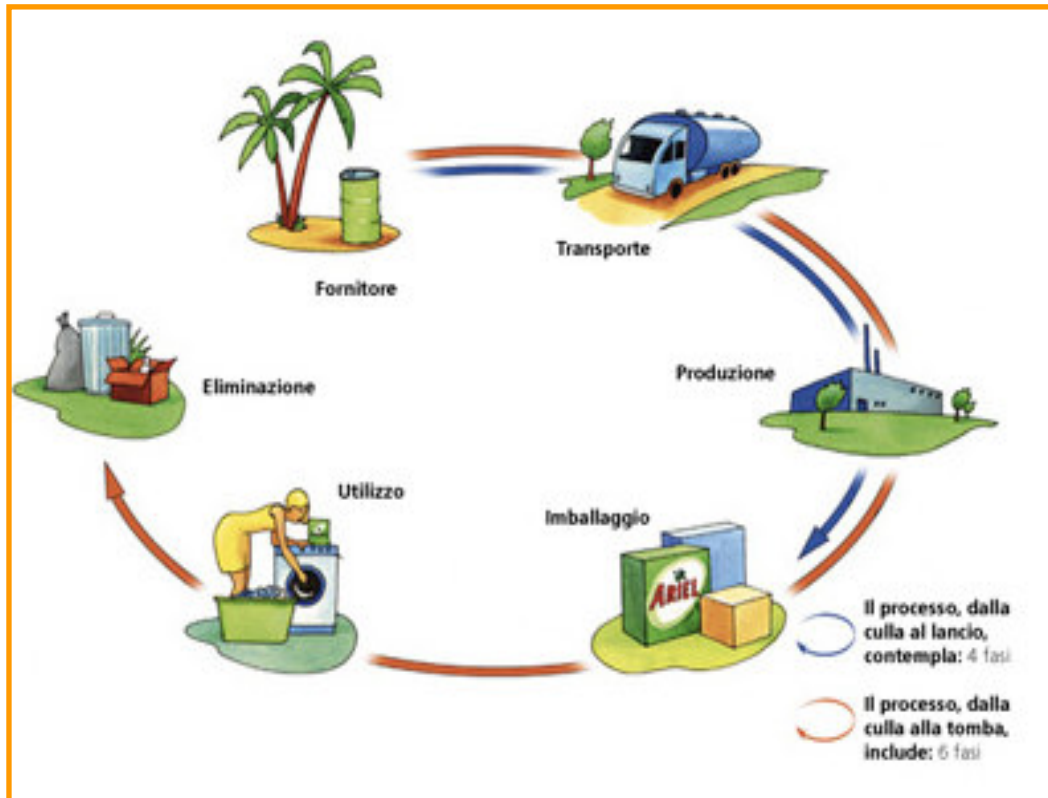 Transporte
Fornitore
Produzione
Eliminazione
Utilizzo
Imballaggio
ARIEL
Il processo, dalla
culla al lancio,
contempla: 4 fasi
Il processo, dalla
culla alla tomba,
include: 6 fasi